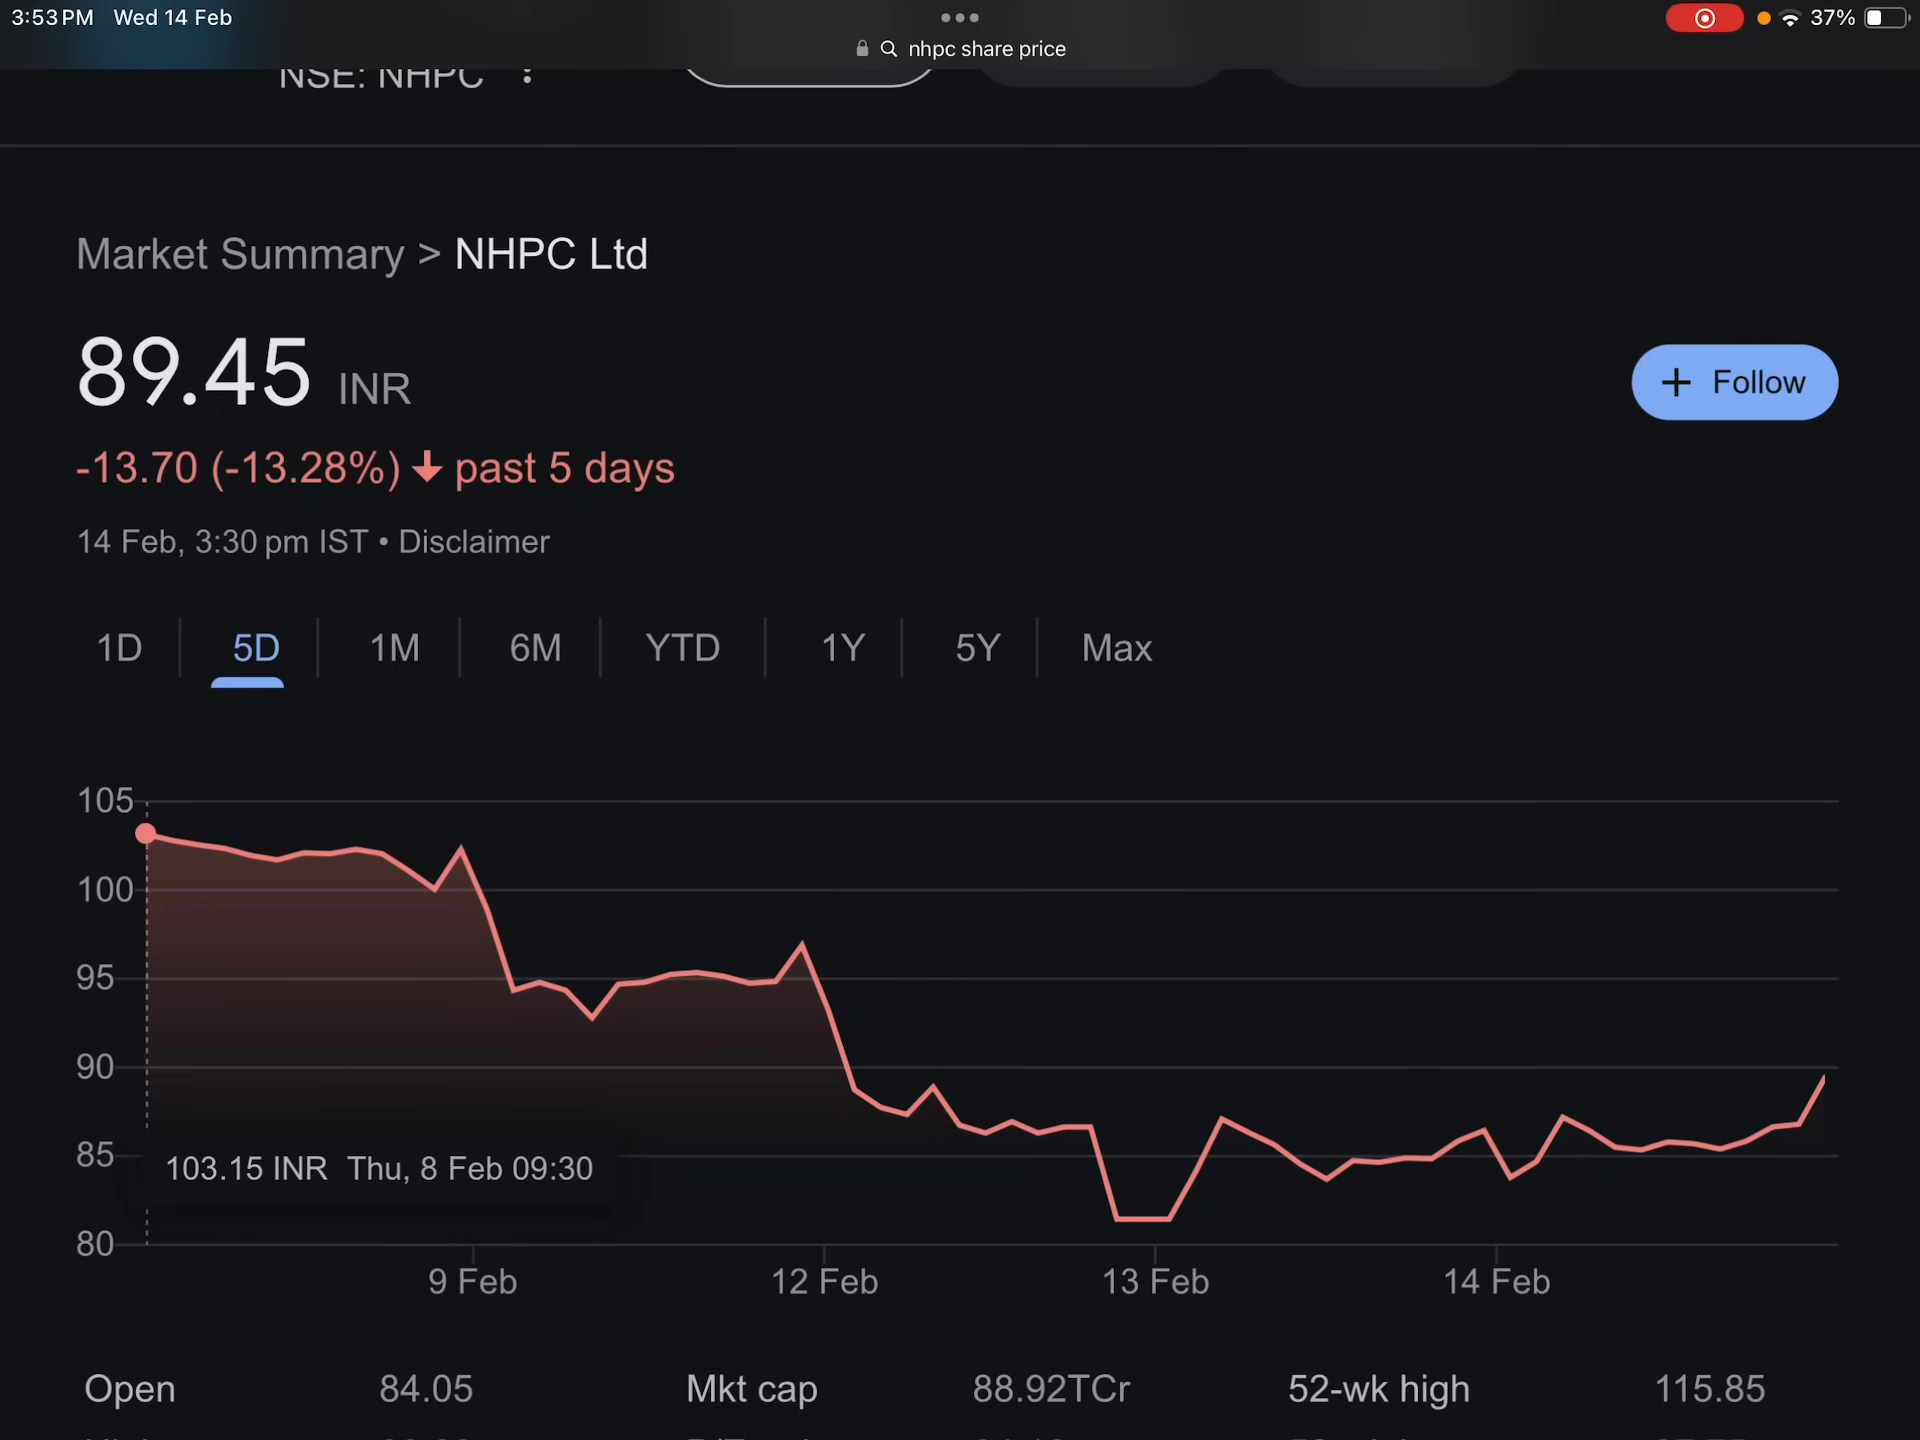 3:53 PM Wed 14 Feb
37%
nhpc share price
NSE: NHPC
Market Summary > NHPC Ltd
89.45 INR
+ Follow
-13.70 (-13.28%) ↓ past 5 days
14 Feb, 3:30 pm IST • Disclaimer
1D 5D 1M 6M YTD 1Y 5Y Max
105
100
95
90
85
80
103.15 INR Thu, 8 Feb 09:30
9 Feb 12 Feb 13 Feb 14 Feb
Open 84.05 Mkt cap 88.92TCr 52-wk high 115.85